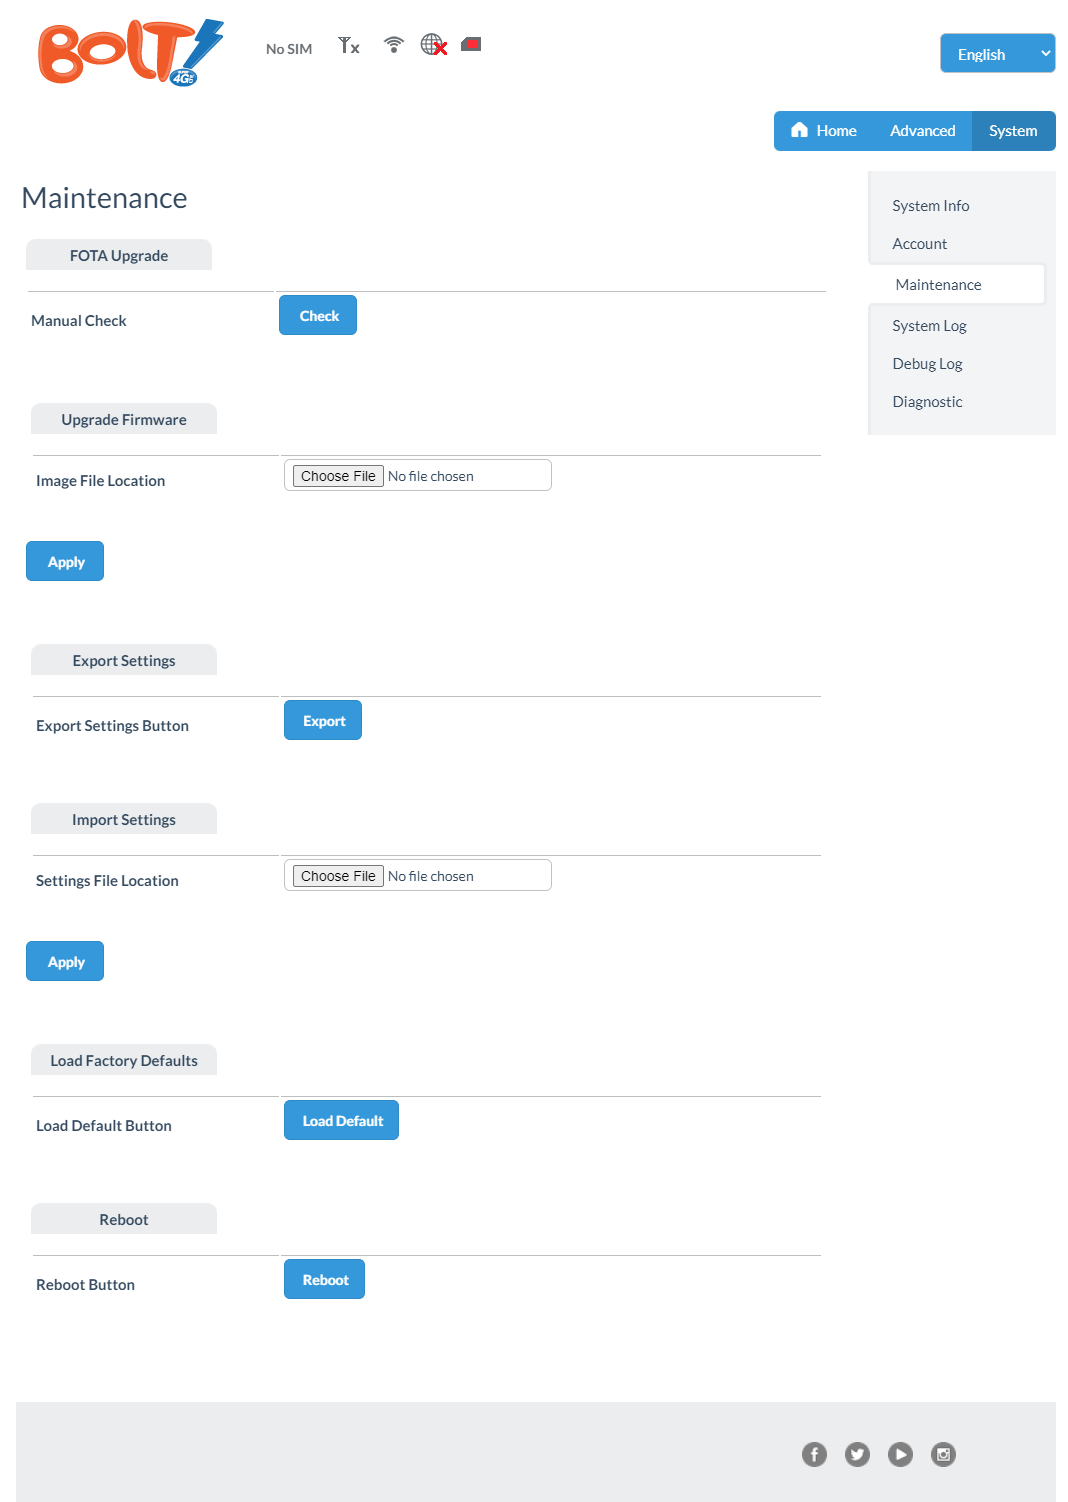 BOLT!
SUPER
4G LTE
No SIM
English
Home Advanced System
Maintenance
System Info
Account
Maintenance
System Log
Debug Log
Diagnostic
FOTA Upgrade
Manual Check Check
Upgrade Firmware
Image File Location Choose File No file chosen
Apply
Export Settings
Export Settings Button Export
Import Settings
Settings File Location Choose File No file chosen
Apply
Load Factory Defaults
Load Default Button Load Default
Reboot
Reboot Button Reboot